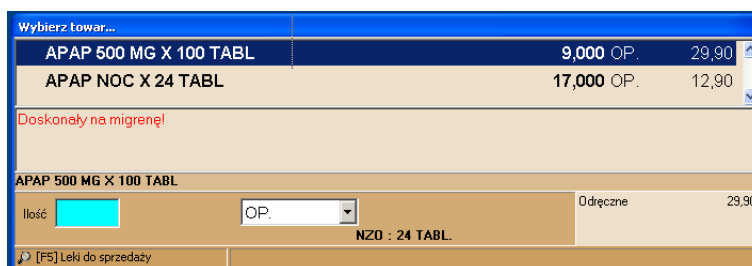 Wybierz towar...
APAP 500 MG X 100 TABL 9,000 OP. 29,90
APAP NOC X 24 TABL 17,000 OP. 12,90
Doskonały na migrenę!
APAP 500 MG X 100 TABL
Ilość OP. Odręczne 29,90
NZO : 24 TABL.
[F5] Leki do sprzedaży